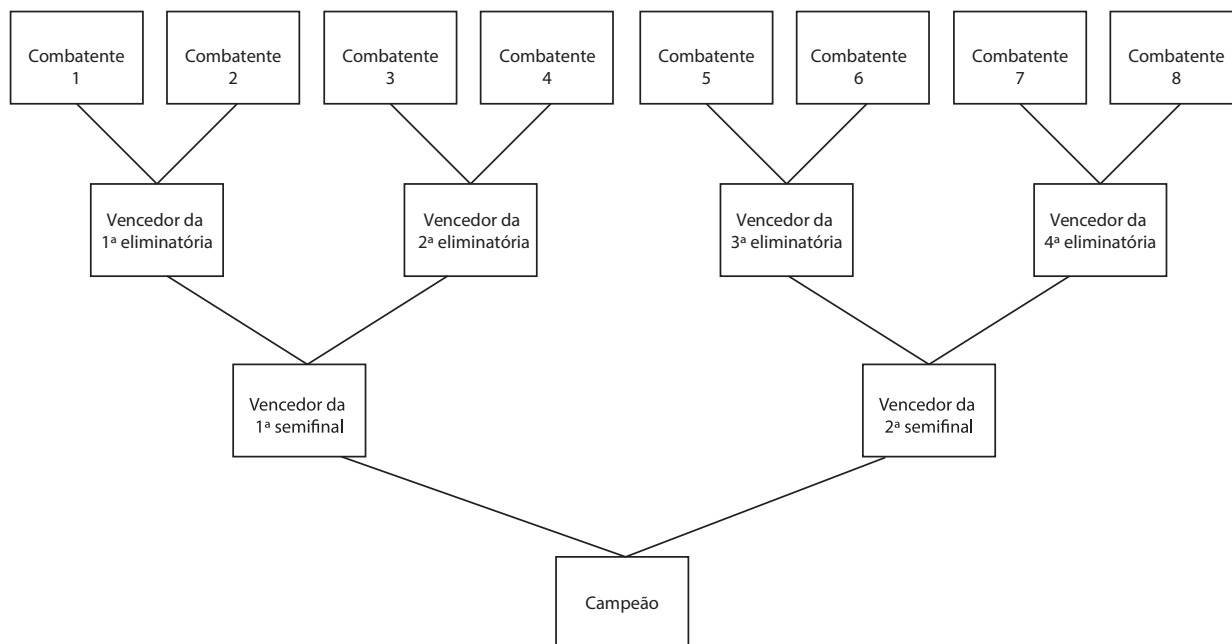 Combatente
1
Combatente
2
Combatente
3
Combatente
4
Combatente
5
Combatente
6
Combatente
7
Combatente
8
Vencedor da
1ª eliminatória
Vencedor da
2ª eliminatória
Vencedor da
3ª eliminatória
Vencedor da
4ª eliminatória
Vencedor da
1ª semifinal
Vencedor da
2ª semifinal
Campeão